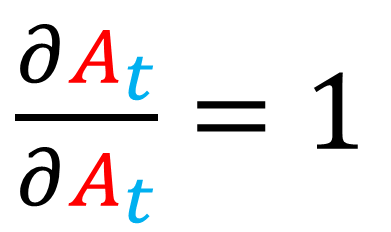 ∂A_t
∂A_t = 1